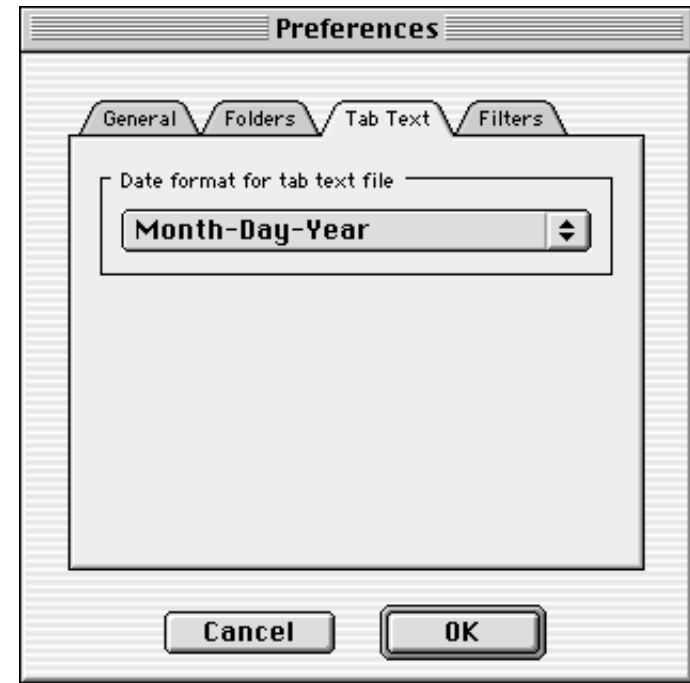 Preferences
General Folders Tab Text Filters
Date format for tab text file
Month-Day-Year
Cancel OK